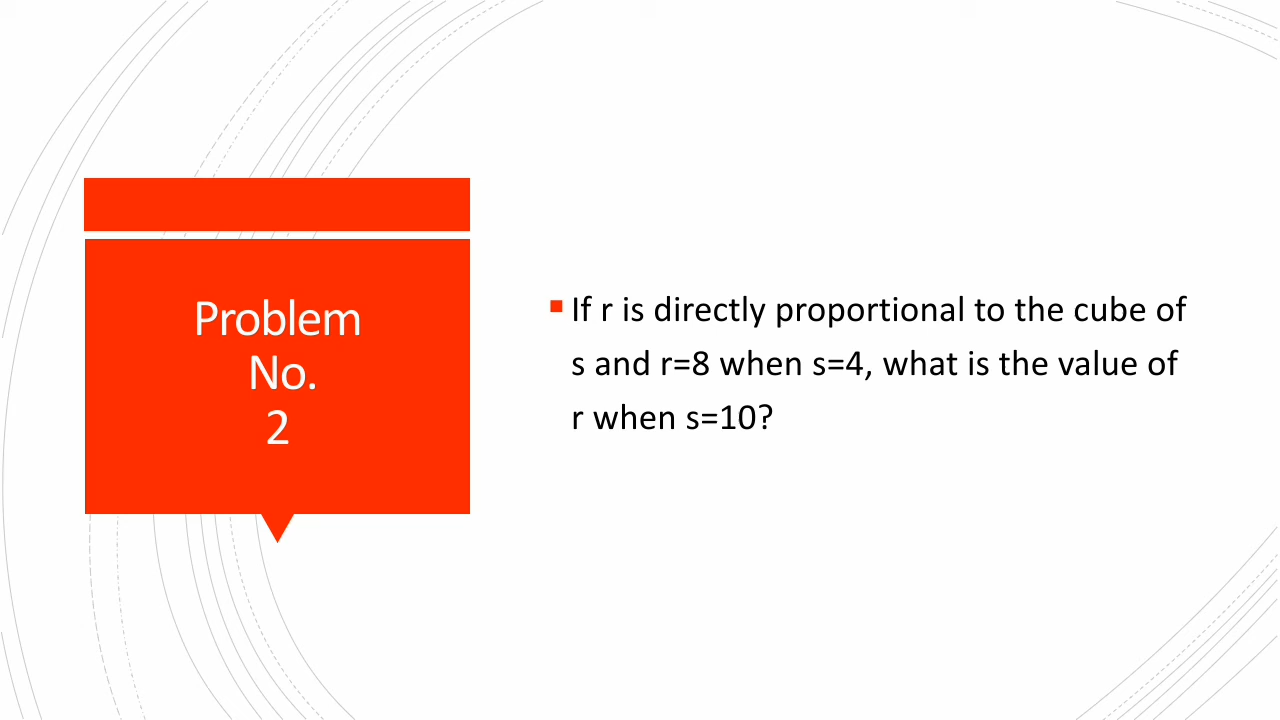 Problem
No.
2
If r is directly proportional to the cube of
s and r=8 when s=4, what is the value of
r when s=10?